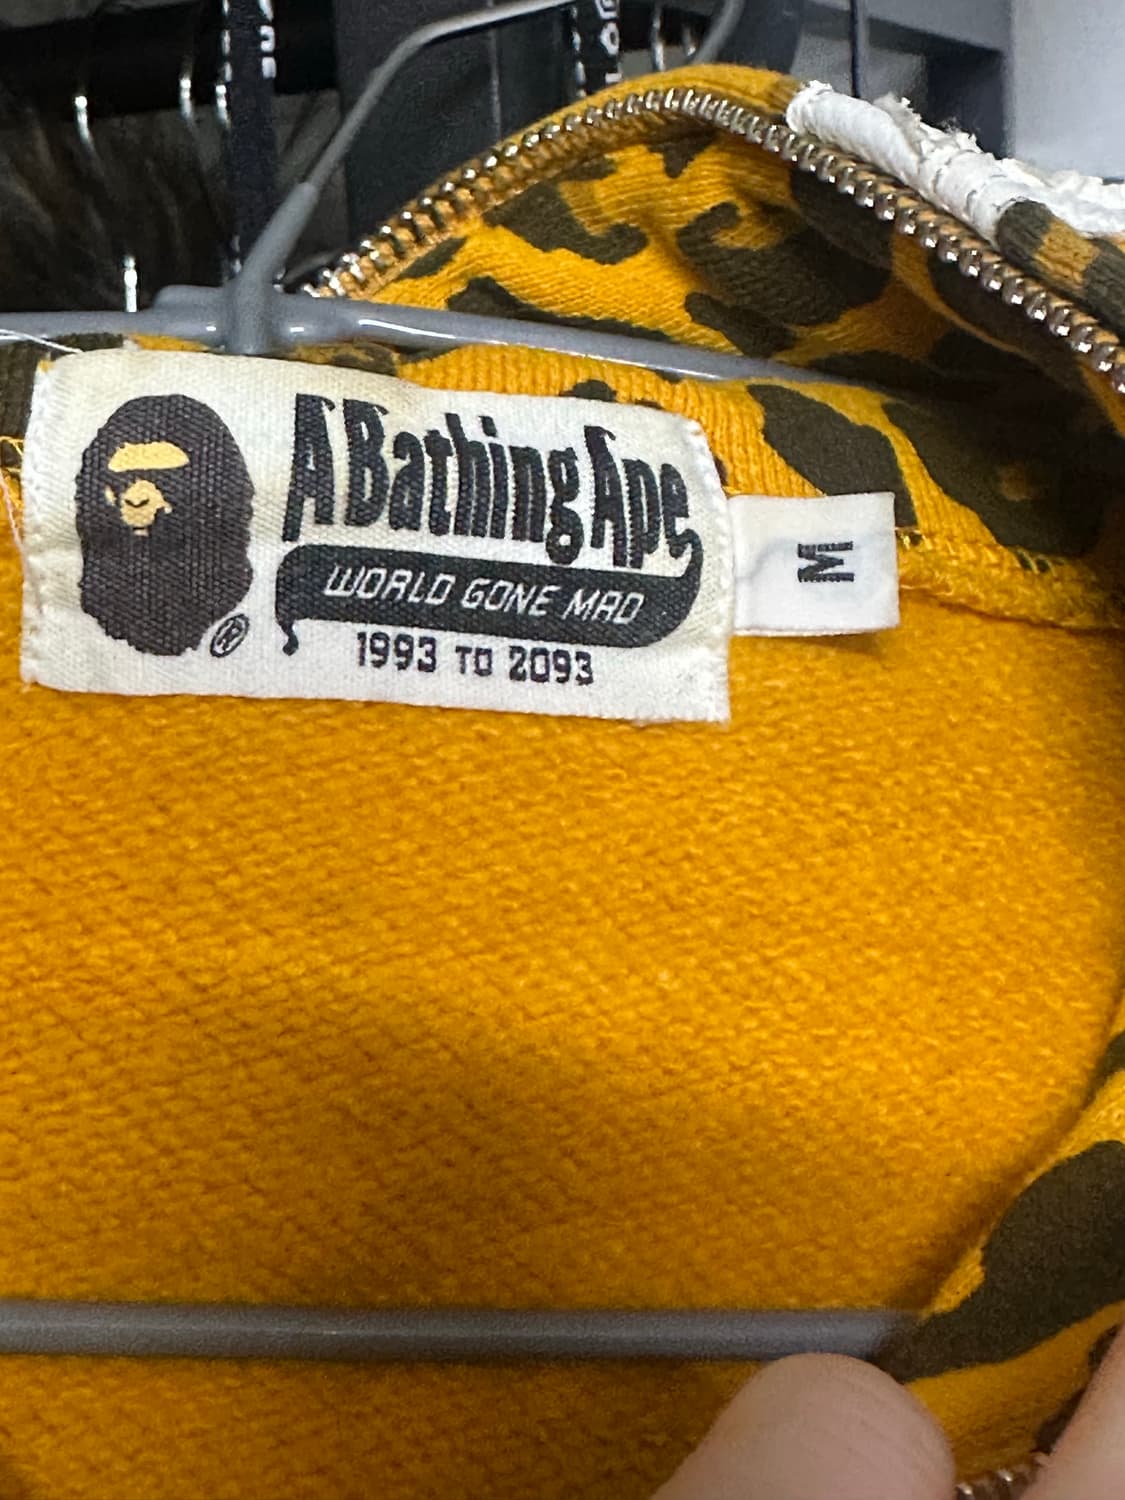 A Bathing Ape
WORLD GONE MAD
1993 TO 2093
®
M